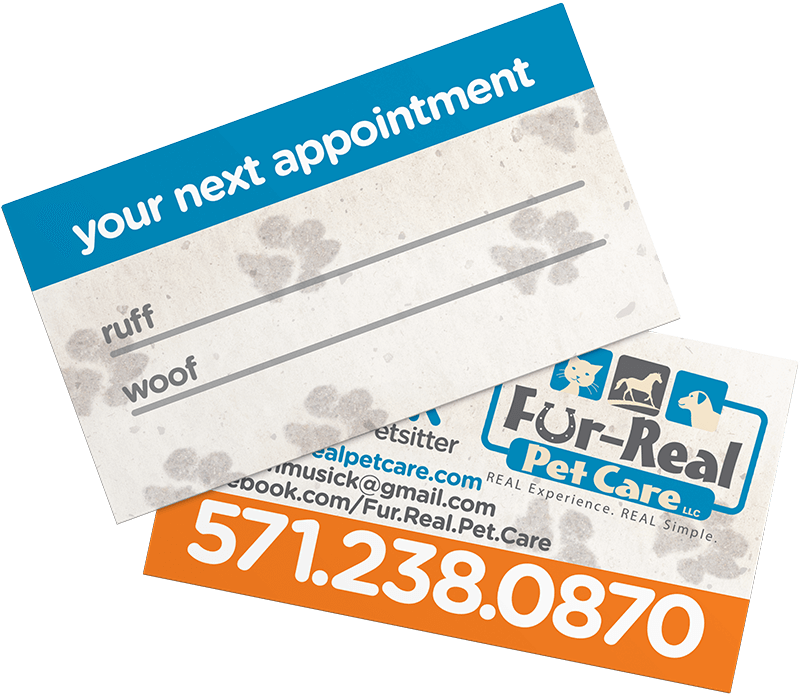 your next appointment
ruff
woof
Fur-Real
Pet Care LLC
REAL Experience. REAL Simple.
etsitter
ealpetcare.com
musick@gmail.com
ebook.com/Fur.Real.Pet.Care
571.238.0870